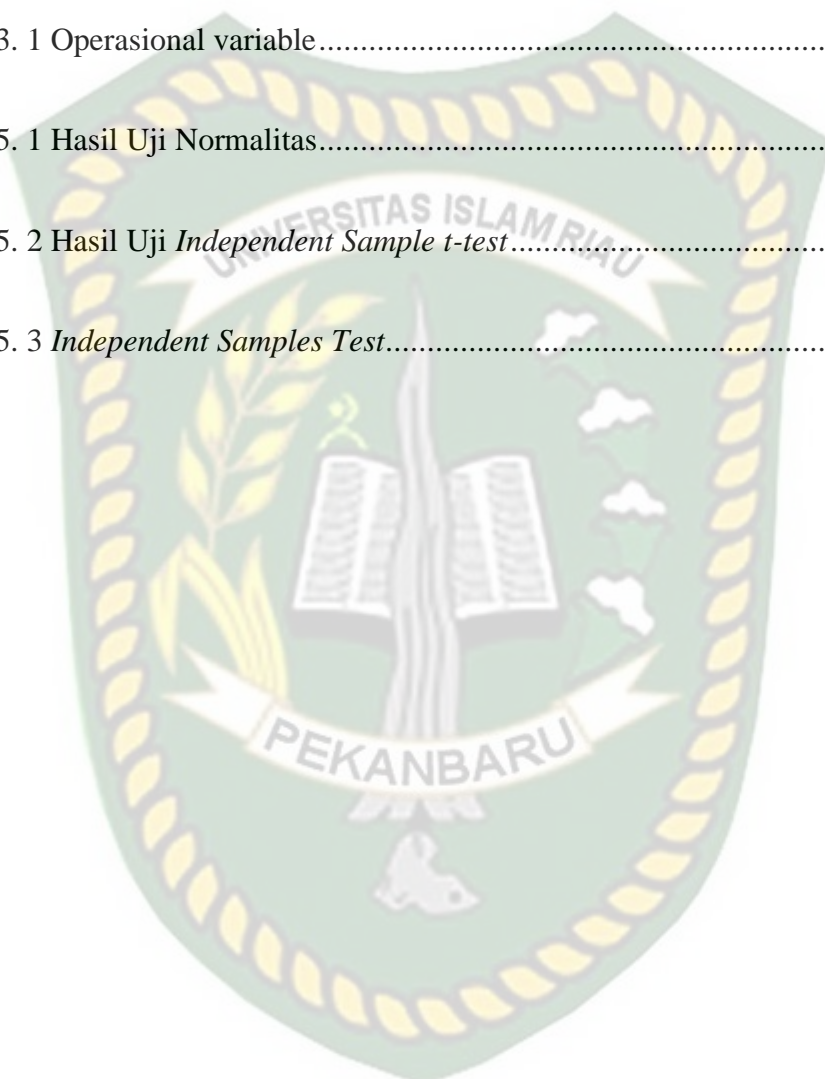 3. 1 Operasional variable....................................................................
5. 1 Hasil Uji Normalitas....................................................................
UNIVERSITAS ISLAM RIAU
5. 2 Hasil Uji Independent Sample t-test..........................................
5. 3 Independent Samples Test..........................................................
PEKANBARU